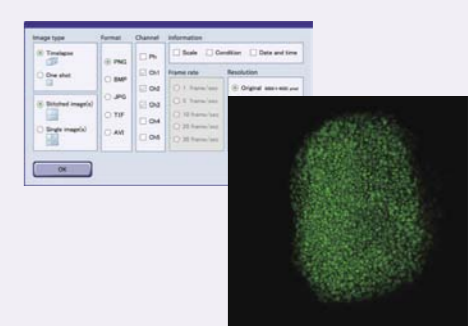 Image type
Timelapse
One shot
Stitched image(s)
Single image(s)
Format
PNG
BMP
JPG
TIF
AVI
Channel
Ph
Ch1
Ch2
Ch3
Ch4
Ch5
Information
Scale
Condition
Date and time
Frame rate
1 frame/sec
5 frame/sec
10 frame/sec
20 frame/sec
30 frame/sec
Resolution
Original
OK